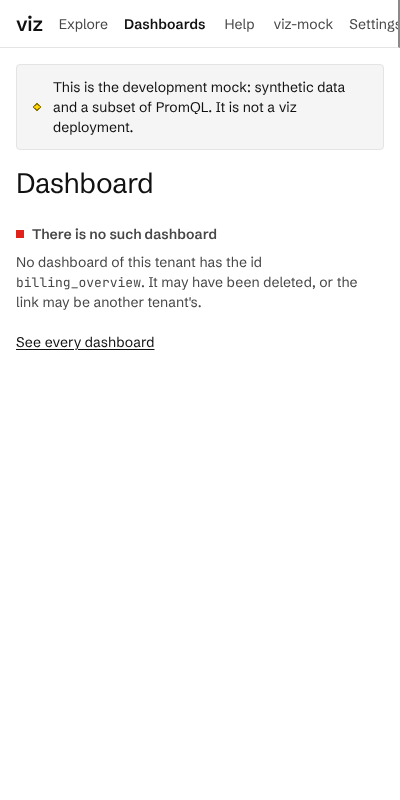 viz Explore Dashboards Help viz-mock Settings
This is the development mock: synthetic data
and a subset of PromQL. It is not a viz
deployment.
Dashboard
There is no such dashboard
No dashboard of this tenant has the id
billing_overview. It may have been deleted, or the
link may be another tenant's.
See every dashboard